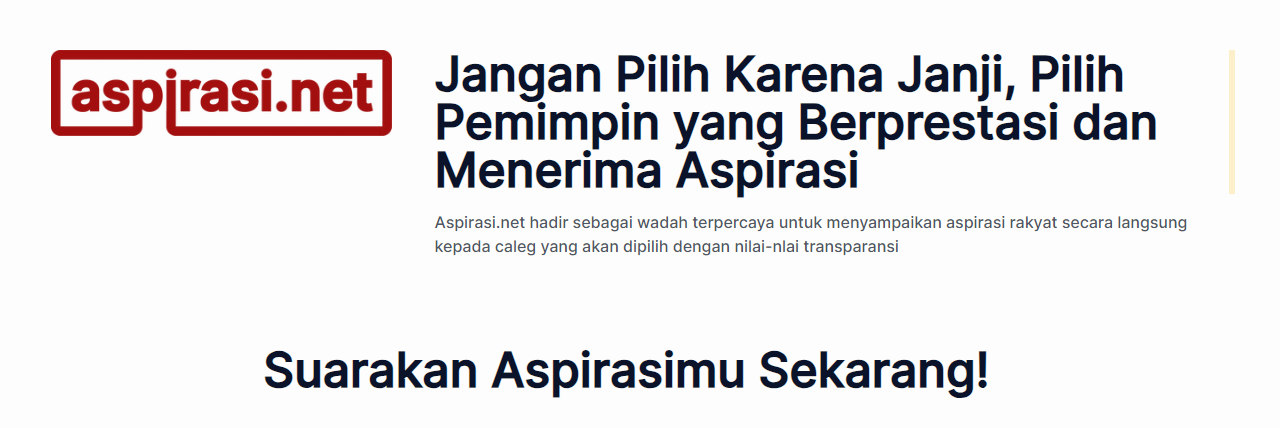 aspirasi.net
Jangan Pilih Karena Janji, Pilih
Pemimpin yang Berprestasi dan
Menerima Aspirasi
Aspirasi.net hadir sebagai wadah terpercaya untuk menyampaikan aspirasi rakyat secara langsung
kepada caleg yang akan dipilih dengan nilai-nlai transparansi
Suarakan Aspirasimu Sekarang!